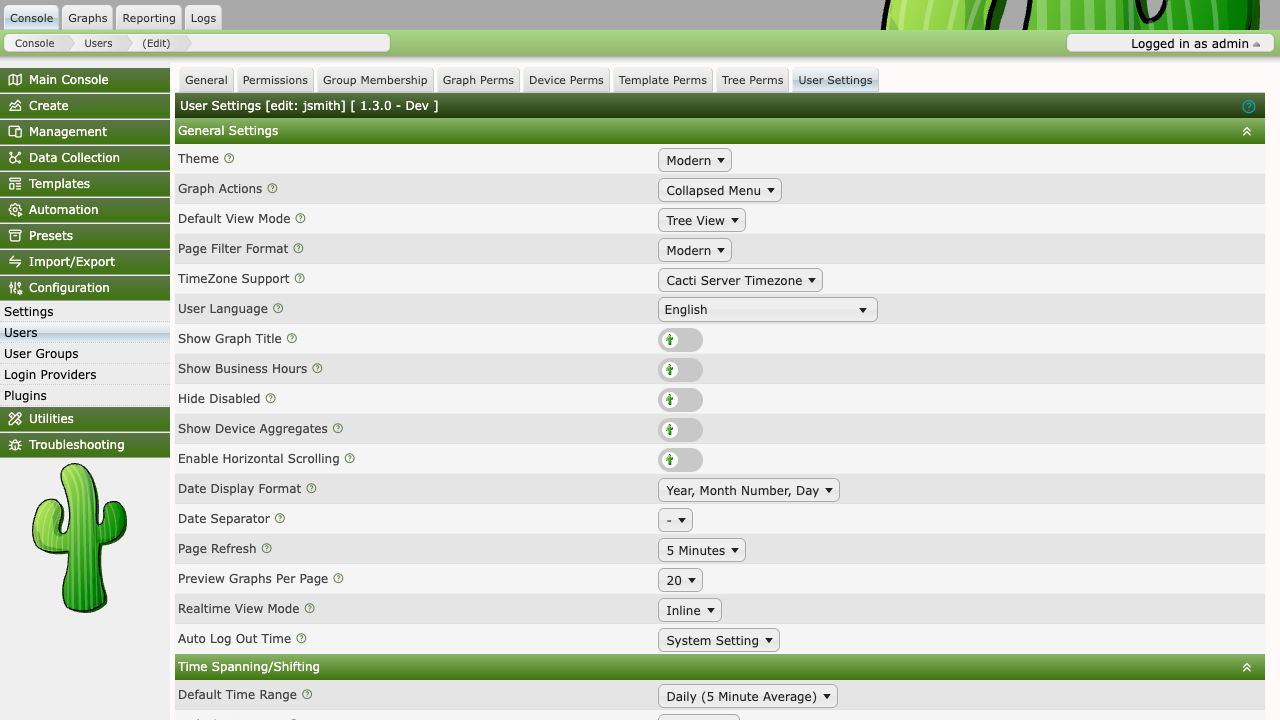 Console Graphs Reporting Logs
Console Users (Edit) Logged in as admin
Main Console
Create
Management
Data Collection
Templates
Automation
Presets
Import/Export
Configuration
Settings
Users
User Groups
Login Providers
Plugins
Utilities
Troubleshooting
General Permissions Group Membership Graph Perms Device Perms Template Perms Tree Perms User Settings
User Settings [edit: jsmith] [ 1.3.0 - Dev ]
General Settings
Theme Modern
Graph Actions Collapsed Menu
Default View Mode Tree View
Page Filter Format Modern
TimeZone Support Cacti Server Timezone
User Language English
Show Graph Title
Show Business Hours
Hide Disabled
Show Device Aggregates
Enable Horizontal Scrolling
Date Display Format Year, Month Number, Day
Date Separator -
Page Refresh 5 Minutes
Preview Graphs Per Page 20
Realtime View Mode Inline
Auto Log Out Time System Setting
Time Spanning/Shifting
Default Time Range Daily (5 Minute Average)